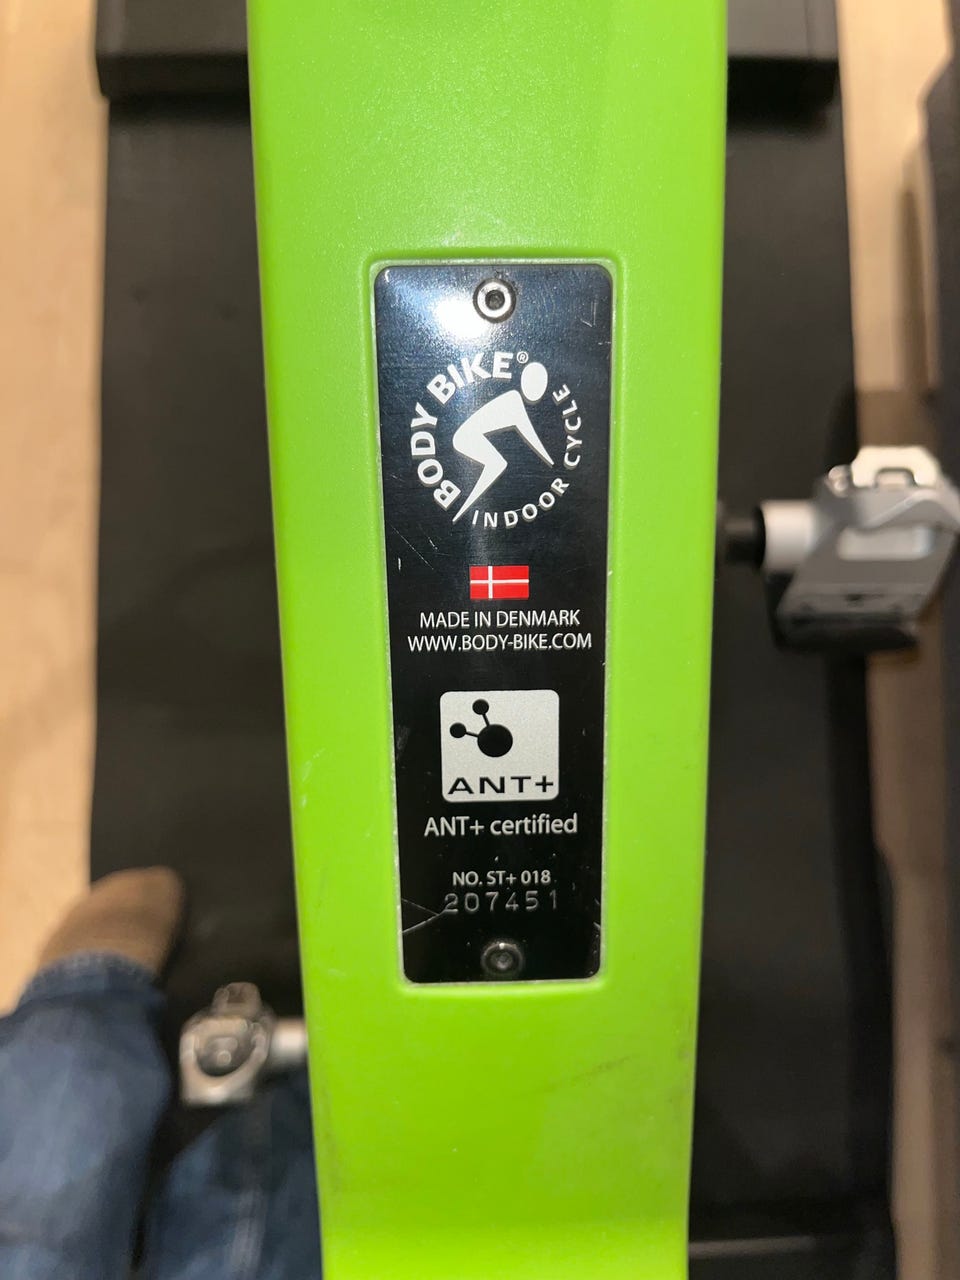 BODY BIKE®
INDOOR CYCLE
MADE IN DENMARK
WWW.BODY-BIKE.COM
ANT+
ANT+ certified
NO. ST+ 018
207451